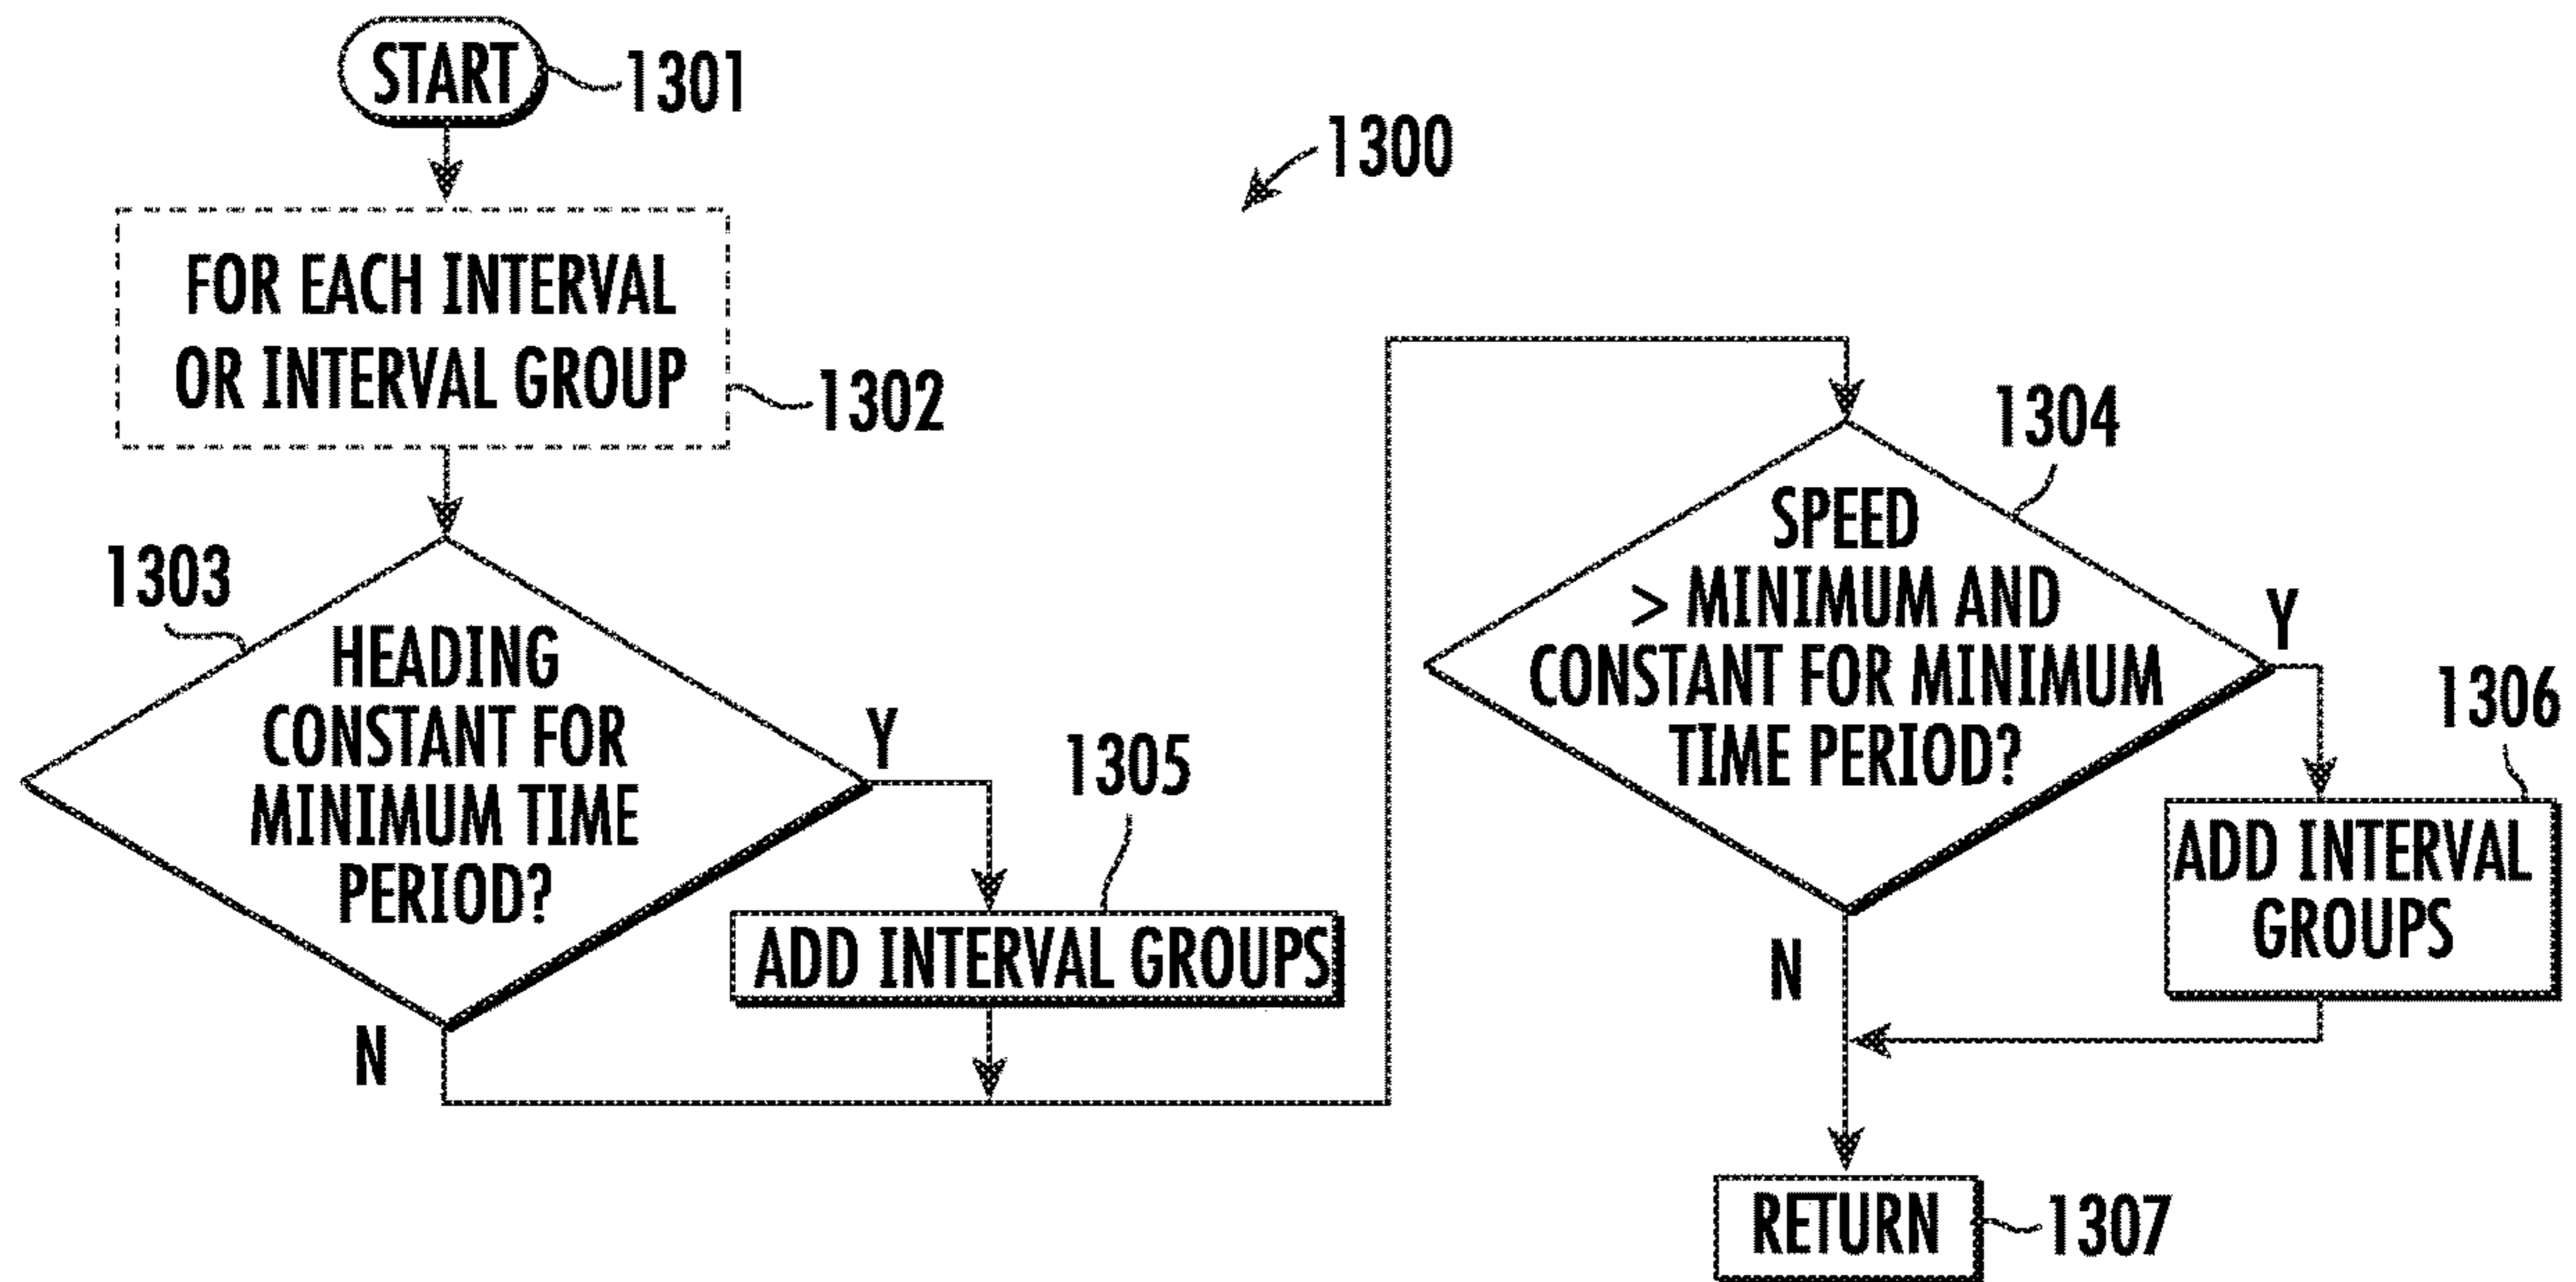 START
1301
1300
FOR EACH INTERVAL
OR INTERVAL GROUP
1302
1303
HEADING
CONSTANT FOR
MINIMUM TIME
PERIOD?
Y
N
1305
ADD INTERVAL GROUPS
1304
SPEED
> MINIMUM AND
CONSTANT FOR MINIMUM
TIME PERIOD?
Y
N
1306
ADD INTERVAL
GROUPS
RETURN
1307